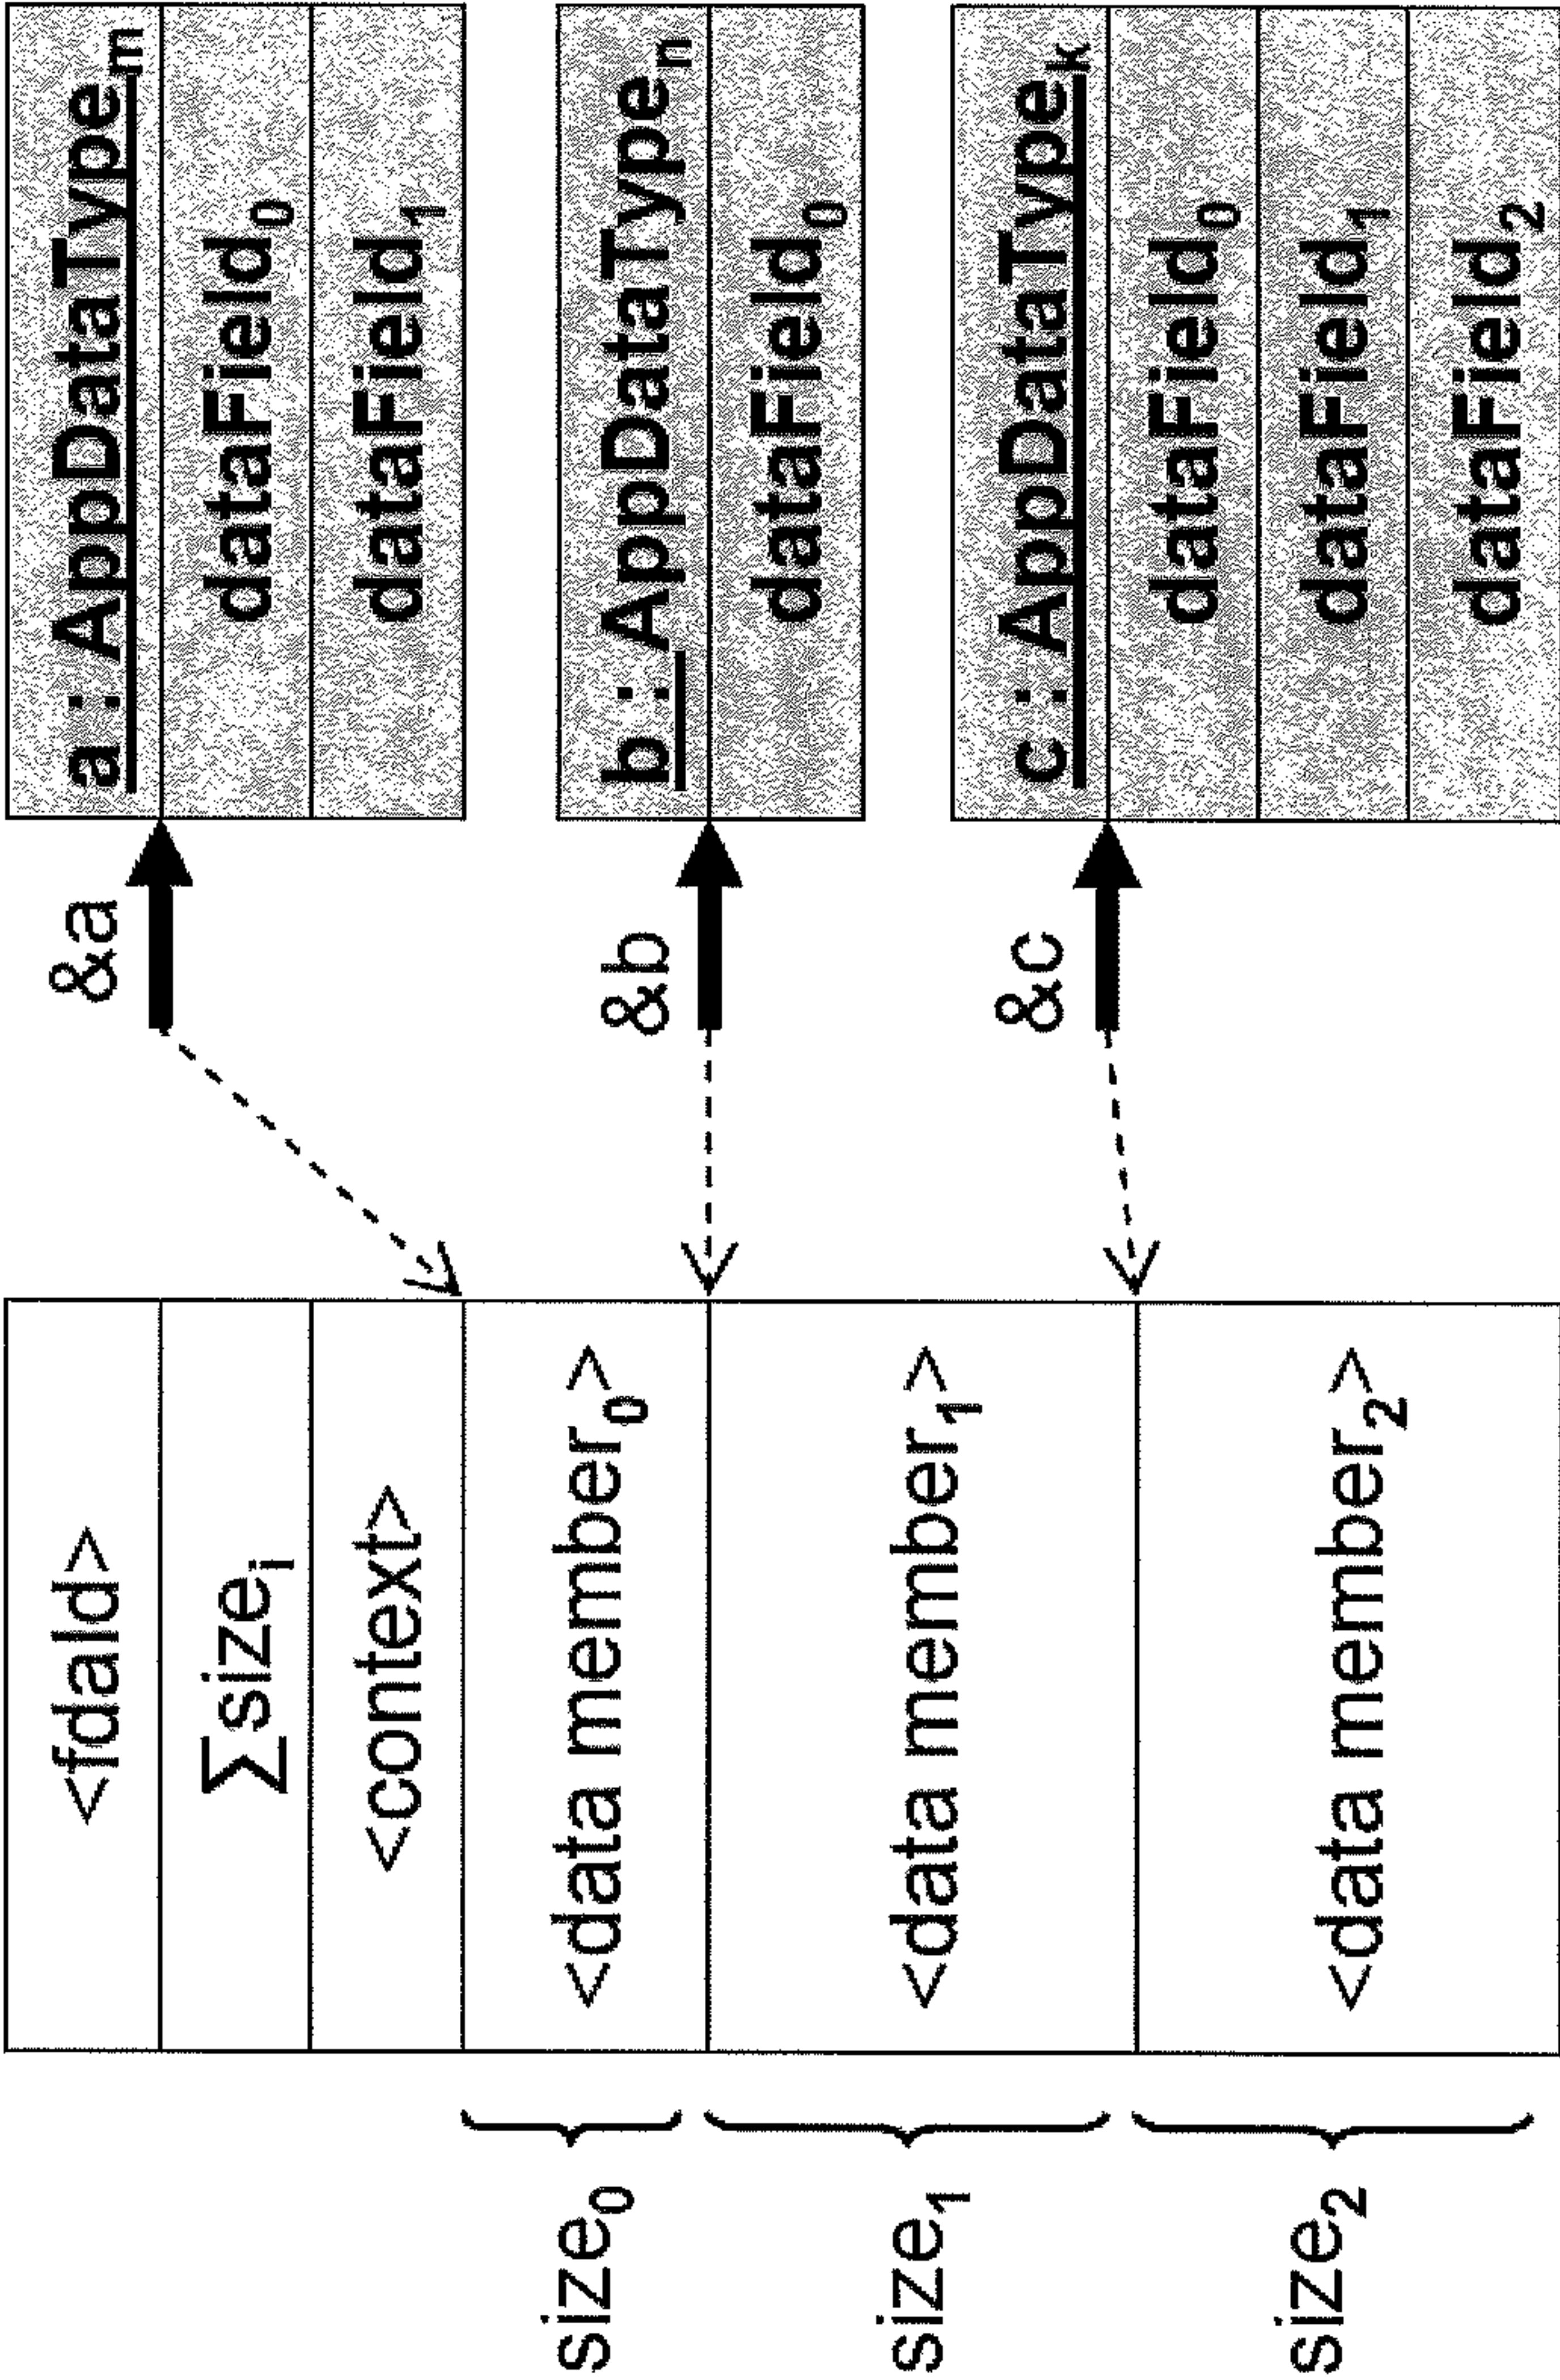 <fdaId>
∑size_i
<context>
size₀
<data member₀>
size₁
<data member₁>
size₂
<data member₂>
&a
a : AppDataTypeₘ
dataField₀
dataField₁
&b
b : AppDataTypeₙ
dataField₀
&c
c : AppDataTypeₖ
dataField₀
dataField₁
dataField₂